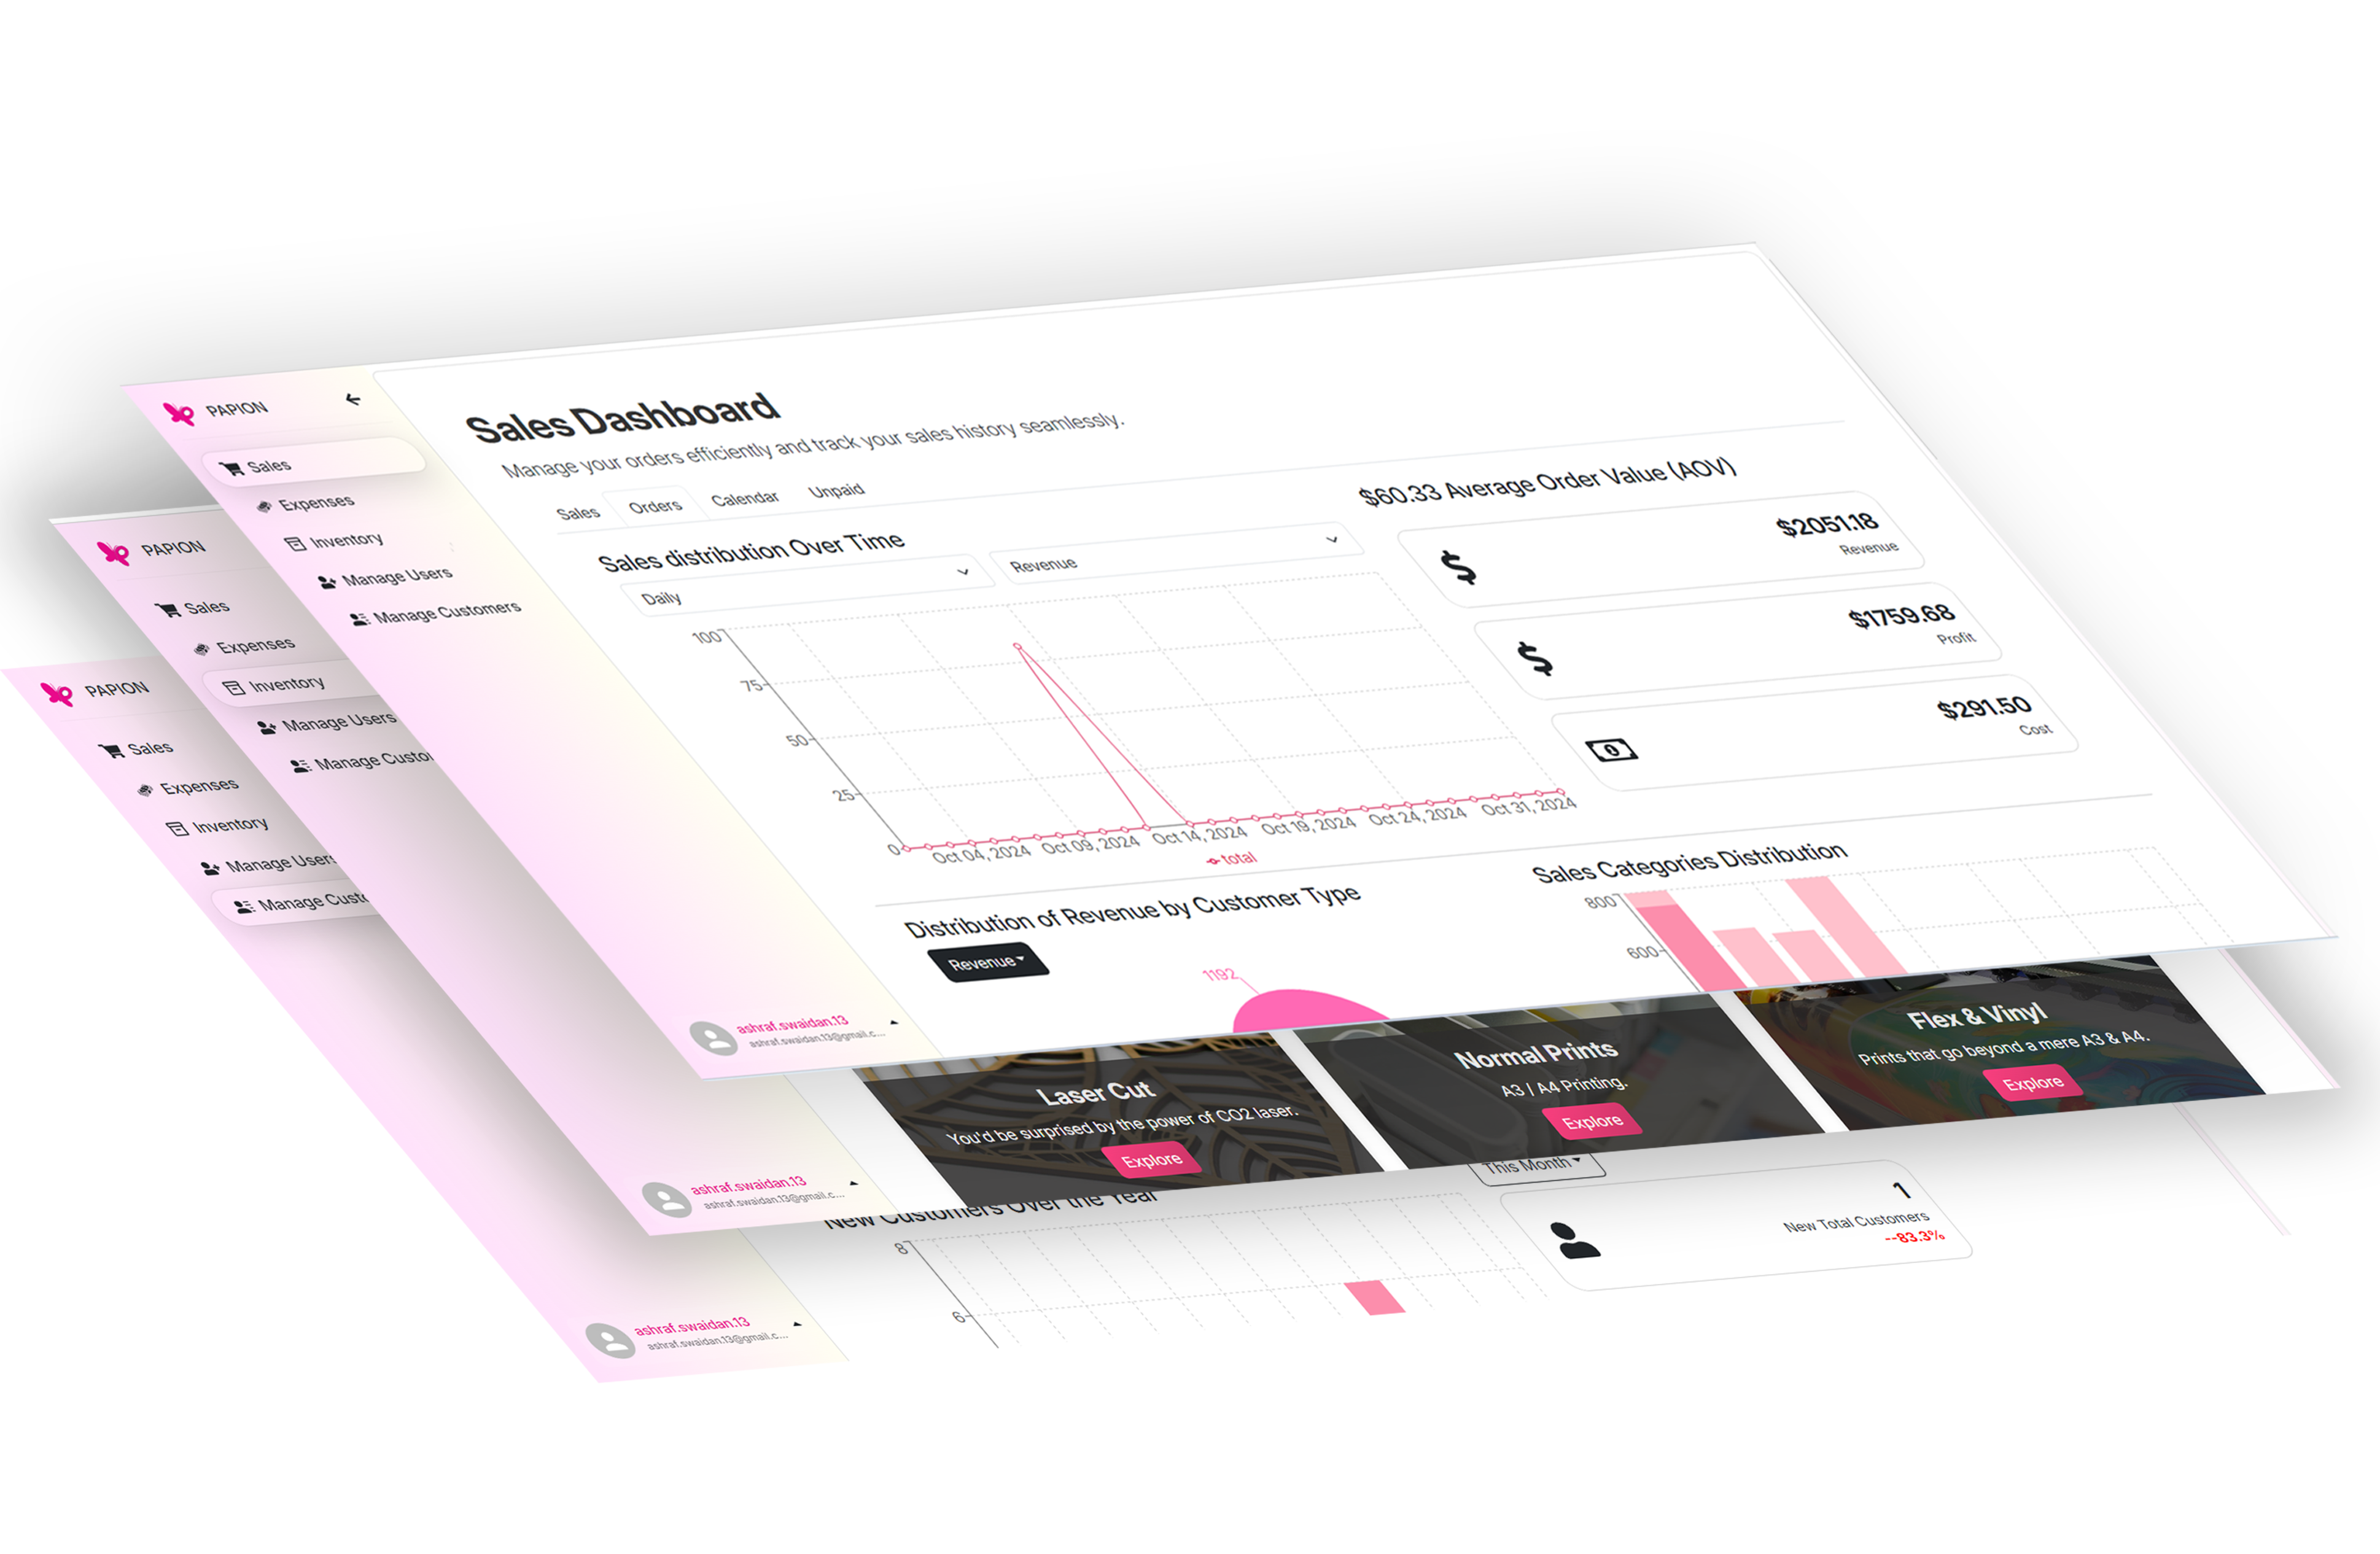 PAPION
Sales
Expenses
Inventory
Manage Users
Manage Customers
ashraf.swaidan.13
ashraf.swaidan.13@gmail.c...
Sales Dashboard
Manage your orders efficiently and track your sales history seamlessly.
Sales Orders Calendar Unpaid
Sales distribution Over Time
Daily
Revenue
100
75
50
25
0
Oct 04, 2024 Oct 09, 2024 Oct 14, 2024 Oct 19, 2024 Oct 24, 2024 Oct 31, 2024
total
$60.33 Average Order Value (AOV)
$2051.18
Revenue
$1759.68
Profit
$291.50
Cost
Distribution of Revenue by Customer Type
Revenue
1192
Sales Categories Distribution
800
600
PAPION
Sales
Expenses
Inventory
Manage Users
Manage Custo
ashraf.swaidan.13
ashraf.swaidan.13@gmail.c...
Laser Cut
You'd be surprised by the power of CO2 laser.
Explore
Normal Prints
A3 / A4 Printing.
Explore
Flex & Vinyl
Prints that go beyond a mere A3 & A4.
Explore
PAPION
Sales
Expenses
Inventory
Manage Users
Manage Custo
ashraf.swaidan.13
ashraf.swaidan.13@gmail.c...
New Customers Over the Year
8
6
This Month
1
New Total Customers
--83.3%